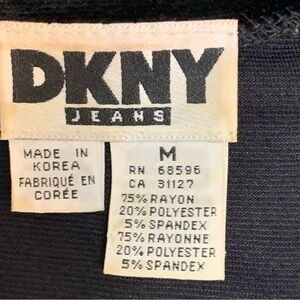 DKNY
JEANS
MADE IN
KOREA
FABRIQUÉ EN
CORÉE
M
RN 68596
CA 31127
75% RAYON
20% POLYESTER
5% SPANDEX
75% RAYONNE
20% POLYESTER
5% SPANDEX